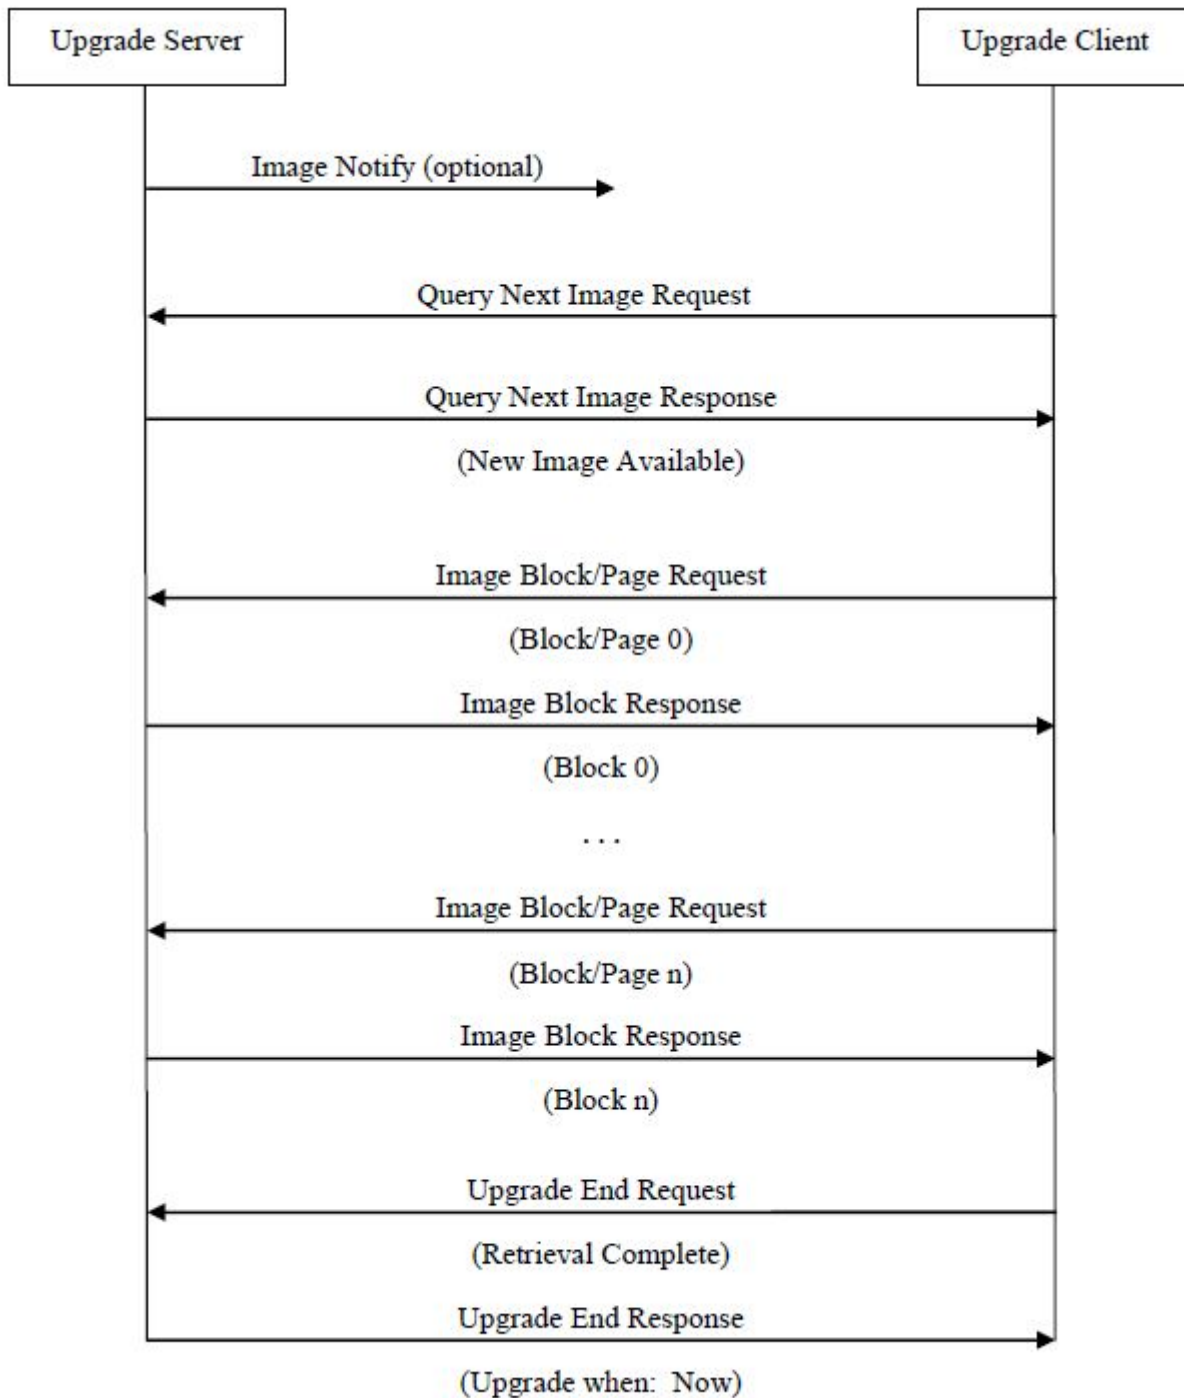 Upgrade Server
Upgrade Client
Image Notify (optional)
Query Next Image Request
Query Next Image Response
(New Image Available)
Image Block/Page Request
(Block/Page 0)
Image Block Response
(Block 0)
. . .
Image Block/Page Request
(Block/Page n)
Image Block Response
(Block n)
Upgrade End Request
(Retrieval Complete)
Upgrade End Response
(Upgrade when:  Now)